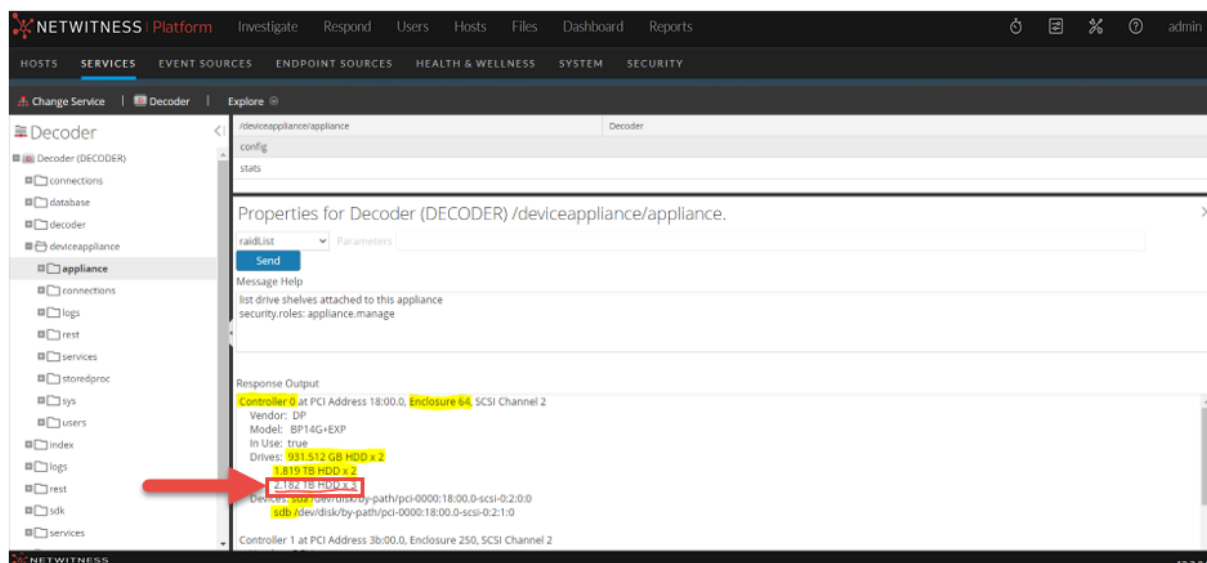 NETWITNESS | Platform Investigate Respond Users Hosts Files Dashboard Reports admin
HOSTS SERVICES EVENT SOURCES ENDPOINT SOURCES HEALTH & WELLNESS SYSTEM SECURITY
Change Service | Decoder | Explore
Decoder
Decoder (DECODER)
connections
database
decoder
deviceappliance
appliance
connections
logs
rest
services
storedproc
sys
users
index
logs
rest
sdk
services
/deviceappliance/appliance Decoder
config
stats
Properties for Decoder (DECODER) /deviceappliance/appliance.
raidList Parameters
Send
Message Help
list drive shelves attached to this appliance
security.roles: appliance.manage
Response Output
Controller 0 at PCI Address 18:00.0, Enclosure 64, SCSI Channel 2
Vendor: DP
Model: BP14G+EXP
In Use: true
Drives: 931.512 GB HDD x 2
1.819 TB HDD x 2
2.182 TB HDD x 3
Devices: sda /dev/disk/by-path/pci-0000:18:00.0-scsi-0:2:0:0
sdb /dev/disk/by-path/pci-0000:18:00.0-scsi-0:2:1:0
Controller 1 at PCI Address 3b:00.0, Enclosure 250, SCSI Channel 2
NETWITNESS